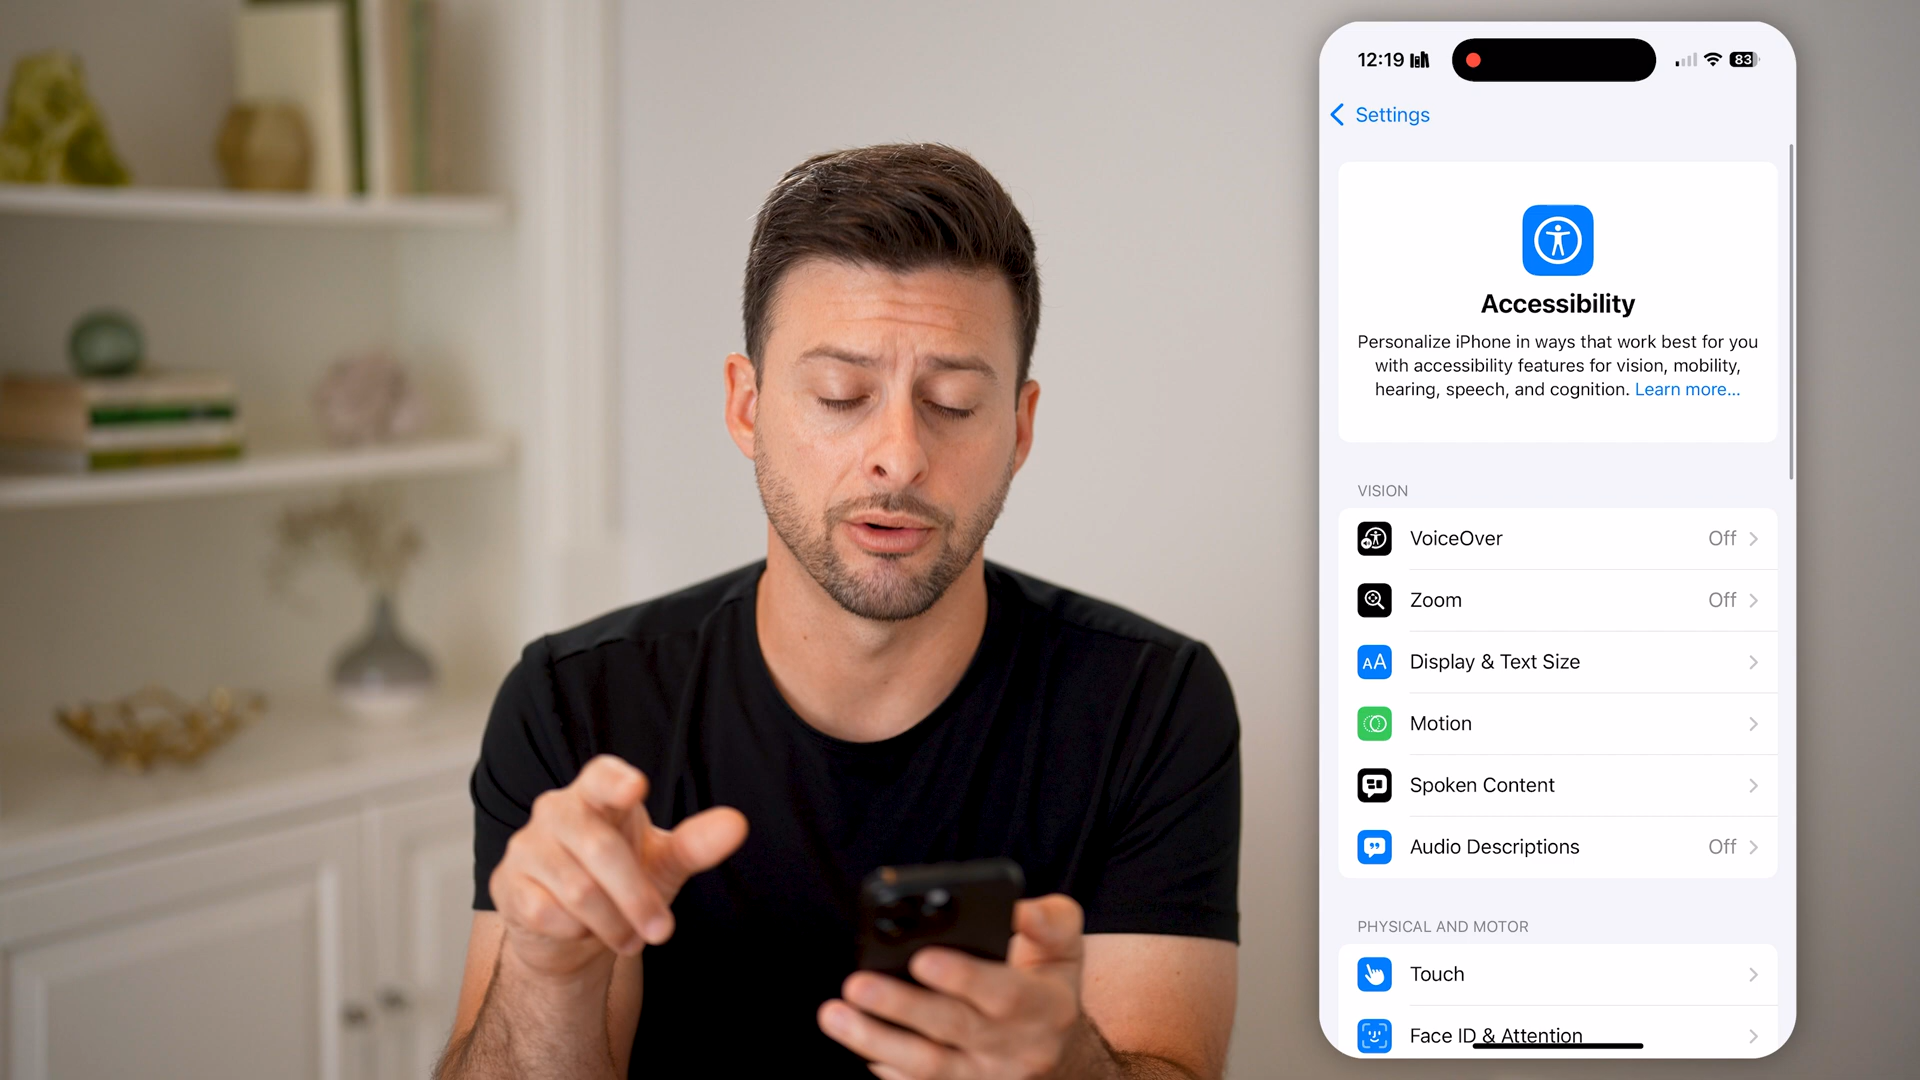 12:19
83
Settings
Accessibility
Personalize iPhone in ways that work best for you
with accessibility features for vision, mobility,
hearing, speech, and cognition. Learn more...
VISION
VoiceOver Off
Zoom Off
AA Display & Text Size
Motion
Spoken Content
Audio Descriptions Off
PHYSICAL AND MOTOR
Touch
Face ID & Attention